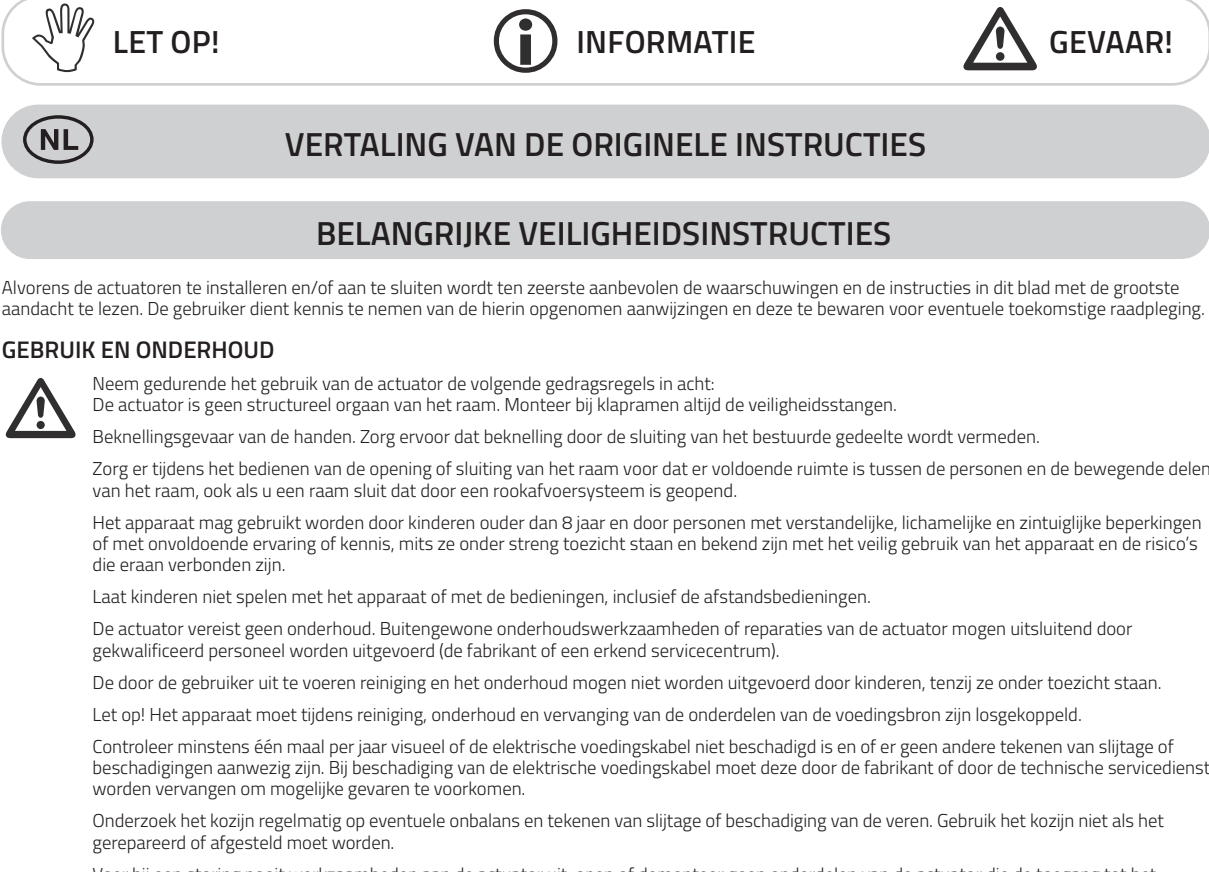 LET OP!
INFORMATIE
GEVAAR!
NL
VERTALING VAN DE ORIGINELE INSTRUCTIES
BELANGRIJKE VEILIGHEIDSINSTRUCTIES
Alvorens de actuatoren te installeren en/of aan te sluiten wordt ten zeerste aanbevolen de waarschuwingen en de instructies in dit blad met de grootste
aandacht te lezen. De gebruiker dient kennis te nemen van de hierin opgenomen aanwijzingen en deze te bewaren voor eventuele toekomstige raadpleging.
GEBRUIK EN ONDERHOUD
Neem gedurende het gebruik van de actuator de volgende gedragsregels in acht:
De actuator is geen structureel orgaan van het raam. Monteer bij klapramen altijd de veiligheidsstangen.
Beknellingsgevaar van de handen. Zorg ervoor dat beknelling door de sluiting van het bestuurde gedeelte wordt vermeden.
Zorg er tijdens het bedienen van de opening of sluiting van het raam voor dat er voldoende ruimte is tussen de personen en de bewegende delen
van het raam, ook als u een raam sluit dat door een rookafvoersysteem is geopend.
Het apparaat mag gebruikt worden door kinderen ouder dan 8 jaar en door personen met verstandelijke, lichamelijke en zintuiglijke beperkingen
of met onvoldoende ervaring of kennis, mits ze onder streng toezicht staan en bekend zijn met het veilig gebruik van het apparaat en de risico's
die eraan verbonden zijn.
Laat kinderen niet spelen met het apparaat of met de bedieningen, inclusief de afstandsbedieningen.
De actuator vereist geen onderhoud. Buitengewone onderhoudswerkzaamheden of reparaties van de actuator mogen uitsluitend door
gekwalificeerd personeel worden uitgevoerd (de fabrikant of een erkend servicecentrum).
De door de gebruiker uit te voeren reiniging en het onderhoud mogen niet worden uitgevoerd door kinderen, tenzij ze onder toezicht staan.
Let op! Het apparaat moet tijdens reiniging, onderhoud en vervanging van de onderdelen van de voedingsbron zijn losgekoppeld.
Controleer minstens één maal per jaar visueel of de elektrische voedingskabel niet beschadigd is en of er geen andere tekenen van slijtage of
beschadigingen aanwezig zijn. Bij beschadiging van de elektrische voedingskabel moet deze door de fabrikant of door de technische servicedienst
worden vervangen om mogelijke gevaren te voorkomen.
Onderzoek het kozijn regelmatig op eventuele onbalans en tekenen van slijtage of beschadiging van de veren. Gebruik het kozijn niet als het
gerepareerd of afgesteld moet worden.